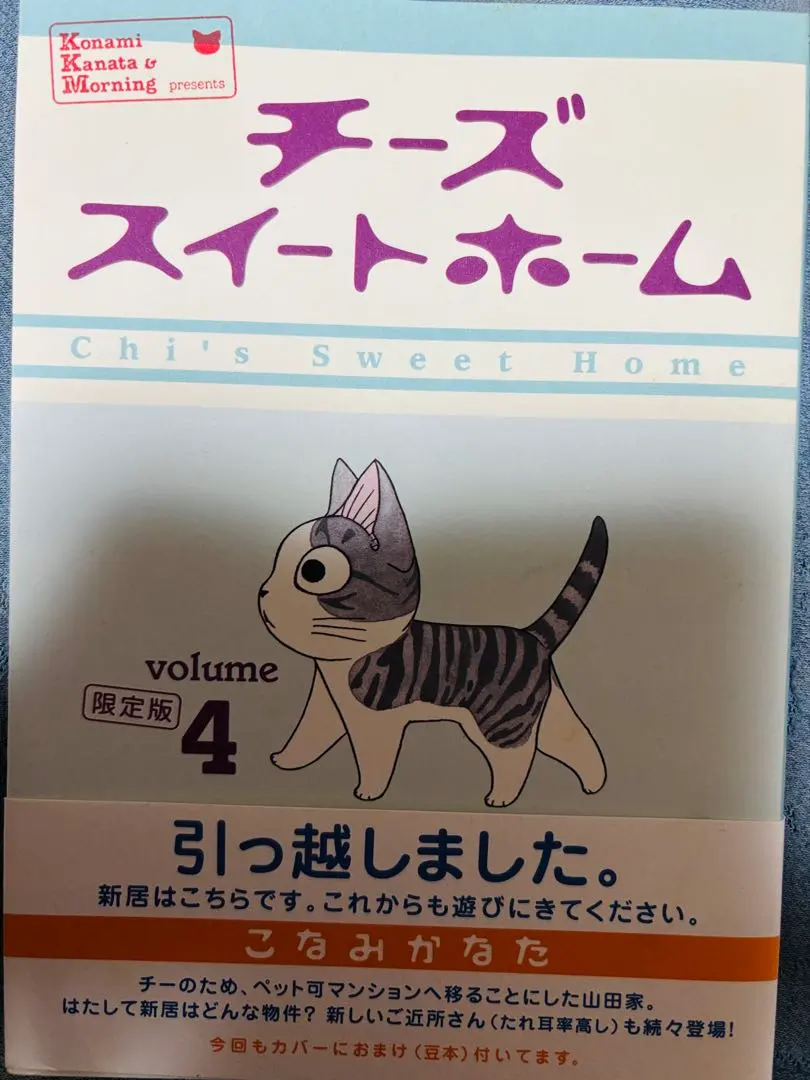 Konami
Kanata &
Morning presents
チーズ
スイートホーム
Chi's Sweet Home
volume
限定版
4
引っ越しました。
新居はこちらです。これからも遊びにきてください。
こなみかなた
チーのため、ペット可マンションへ移ることにした山田家。
はたして新居はどんな物件? 新しいご近所さん(たれ耳率高し)も続々登場!
今回もカバーにおまけ(豆本)付いてます。